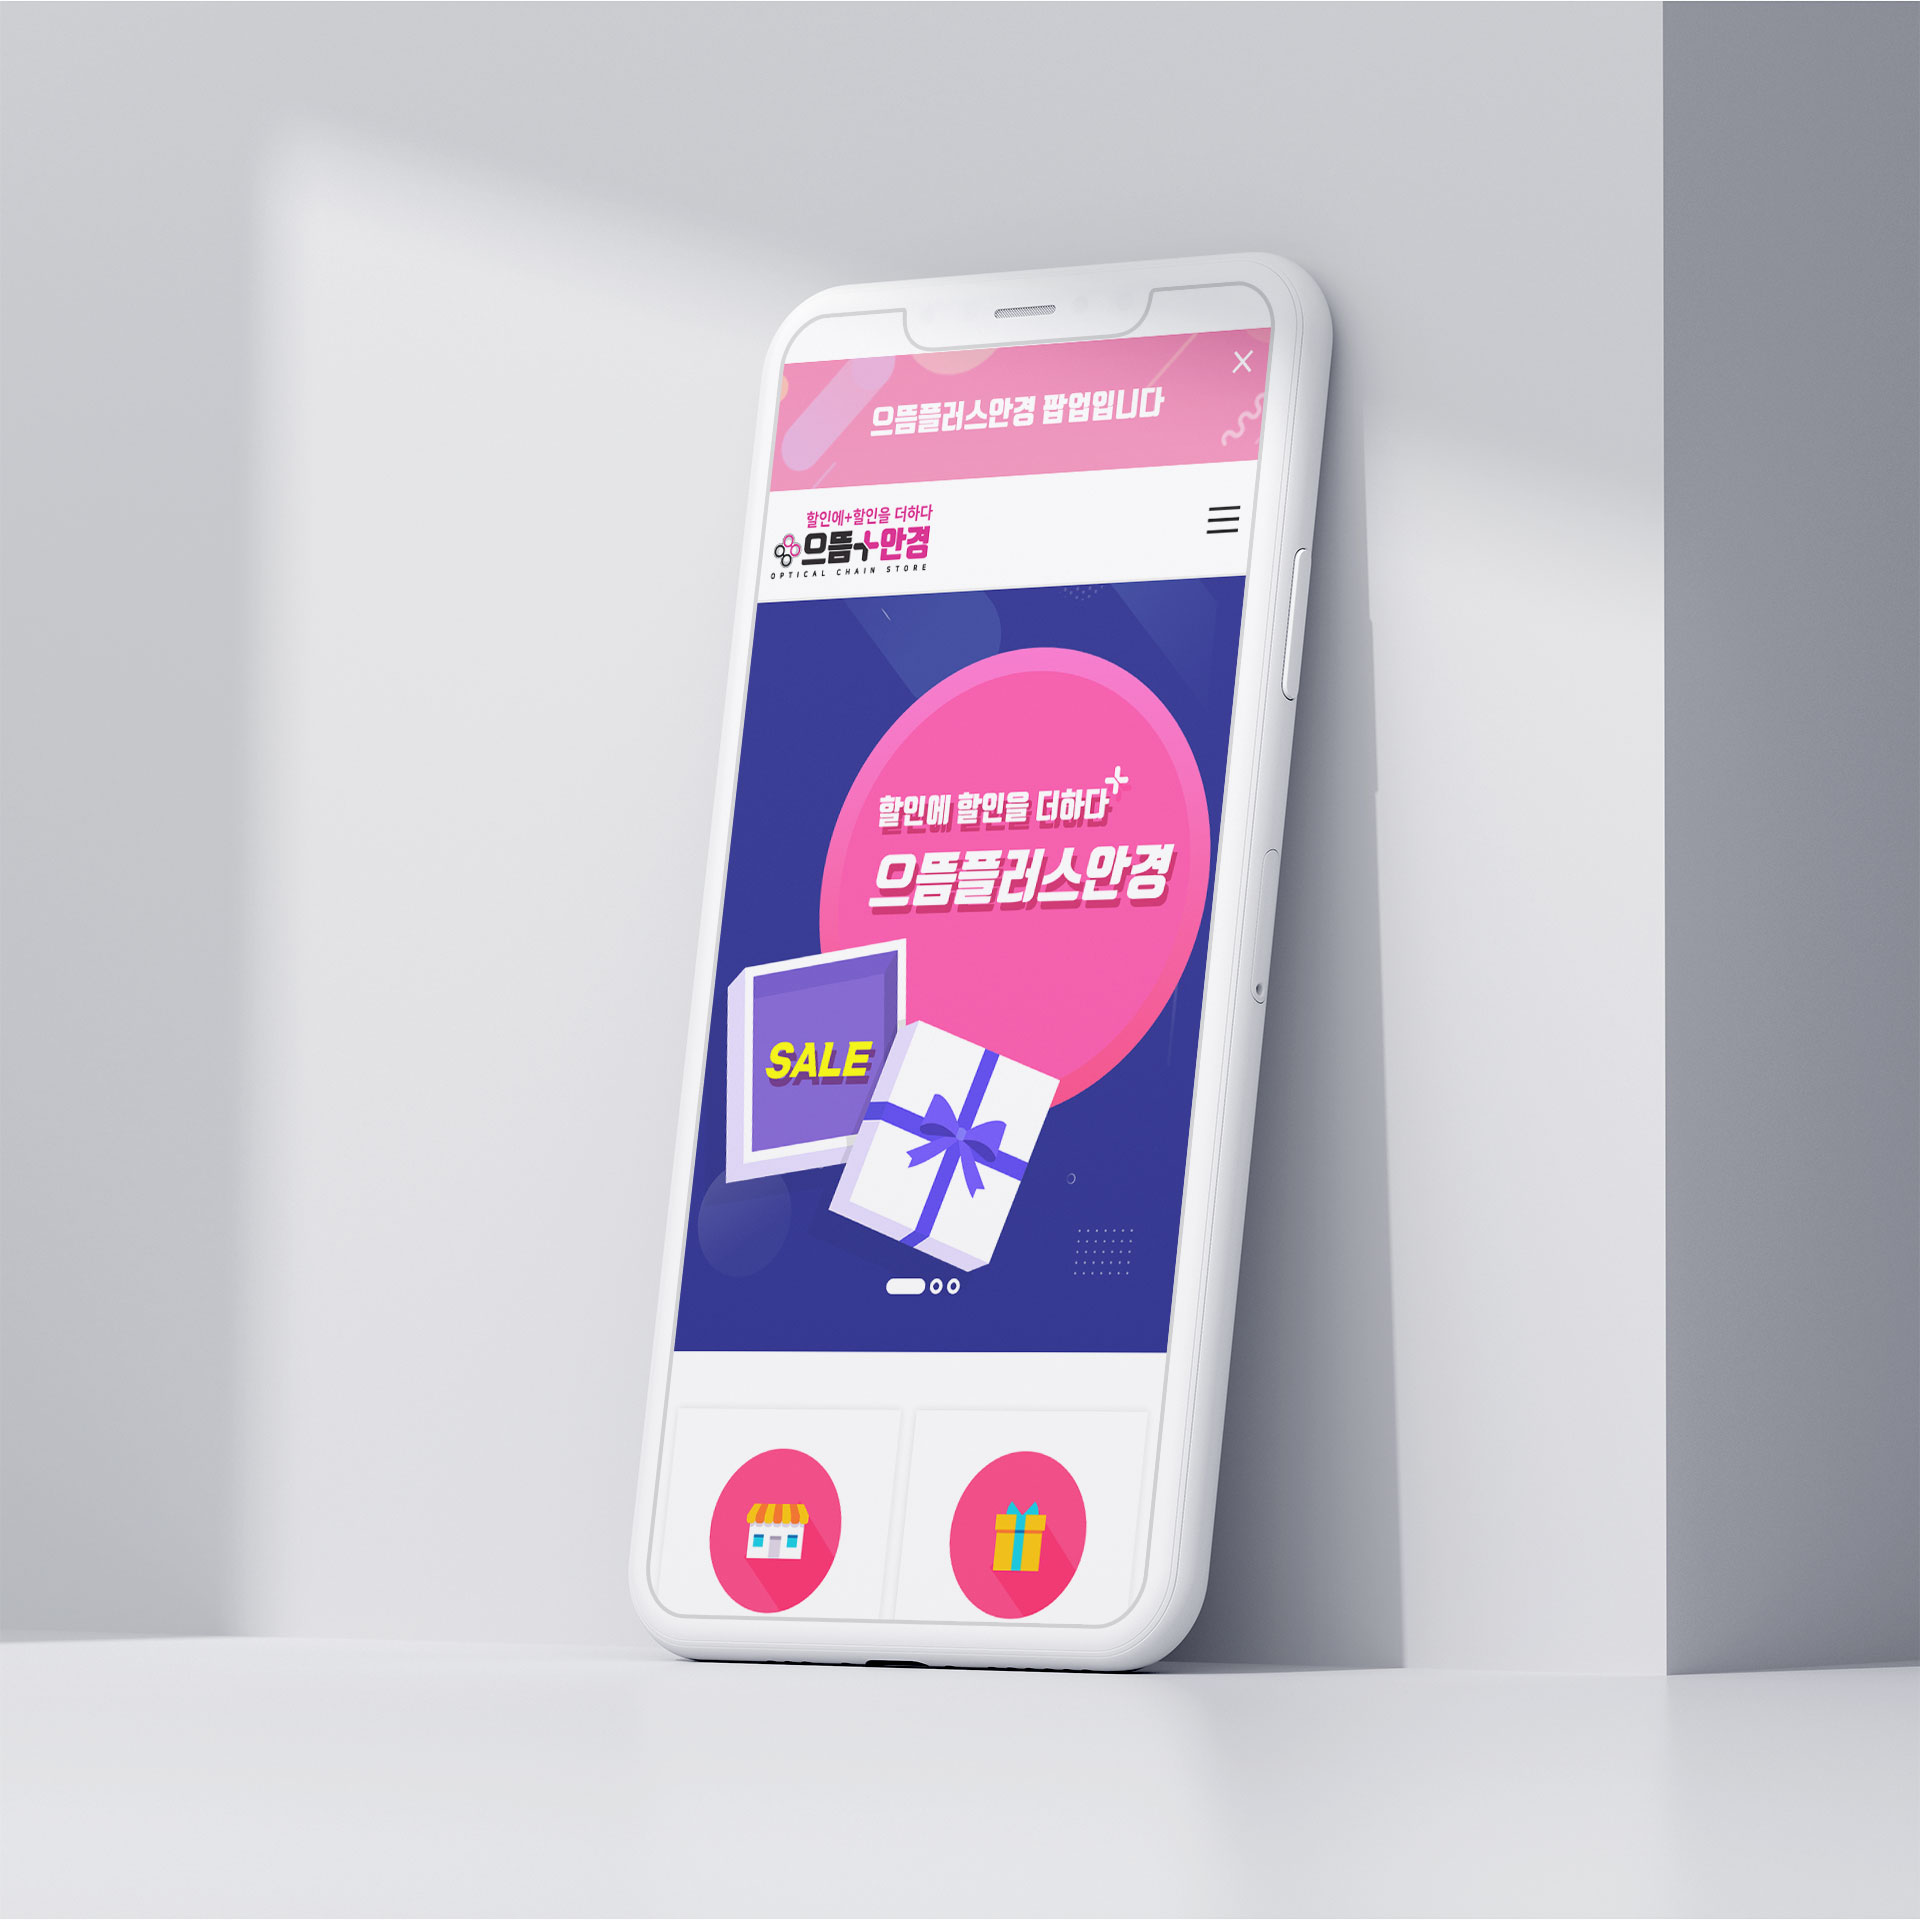 으뜸플러스안경 팝업입니다
할인에+할인을 더하다
으뜸+안경
OPTICAL CHAIN STORE
할인에 할인을 더하다+
으뜸플러스안경
SALE